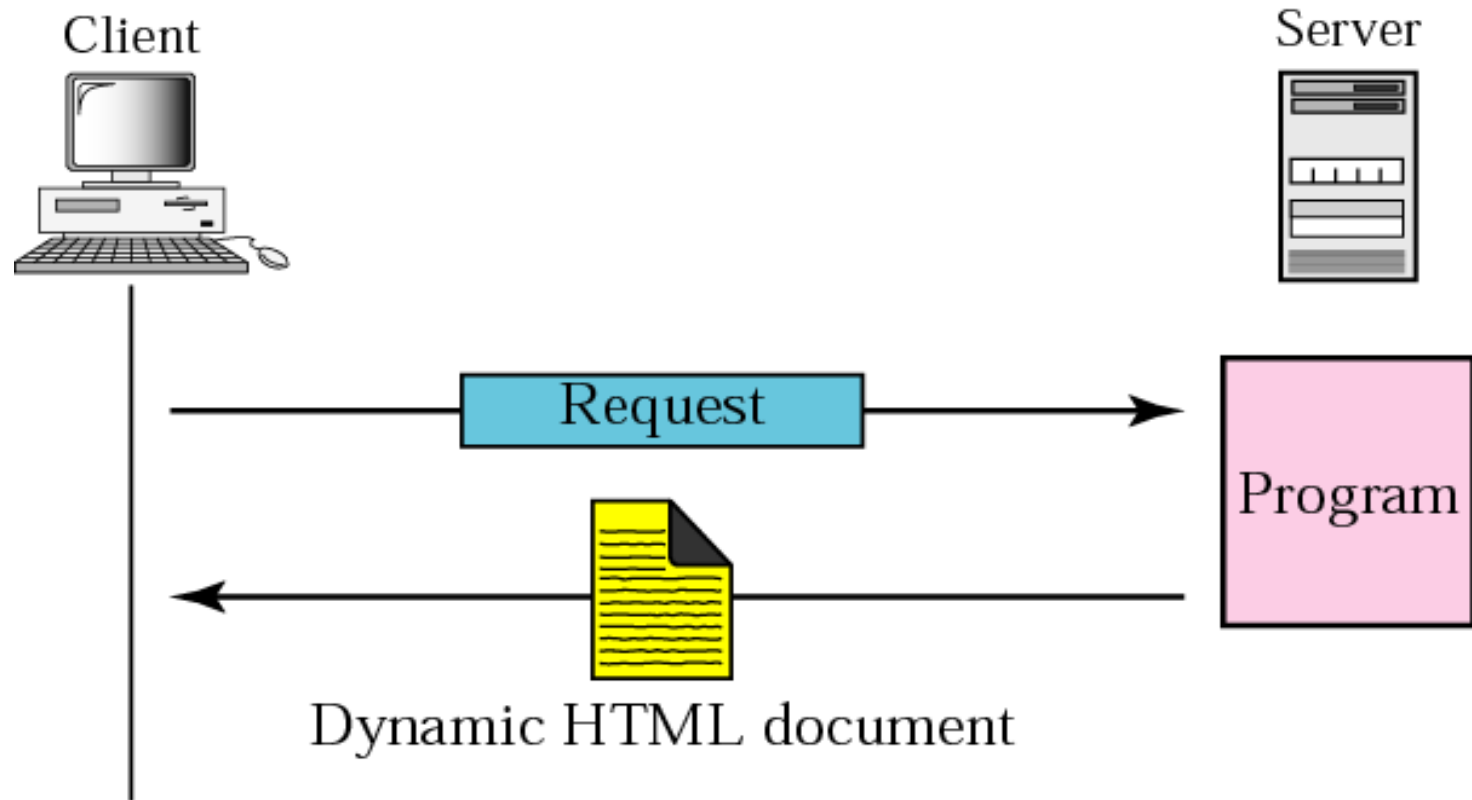 Client
Server
Request
Program
Dynamic HTML document